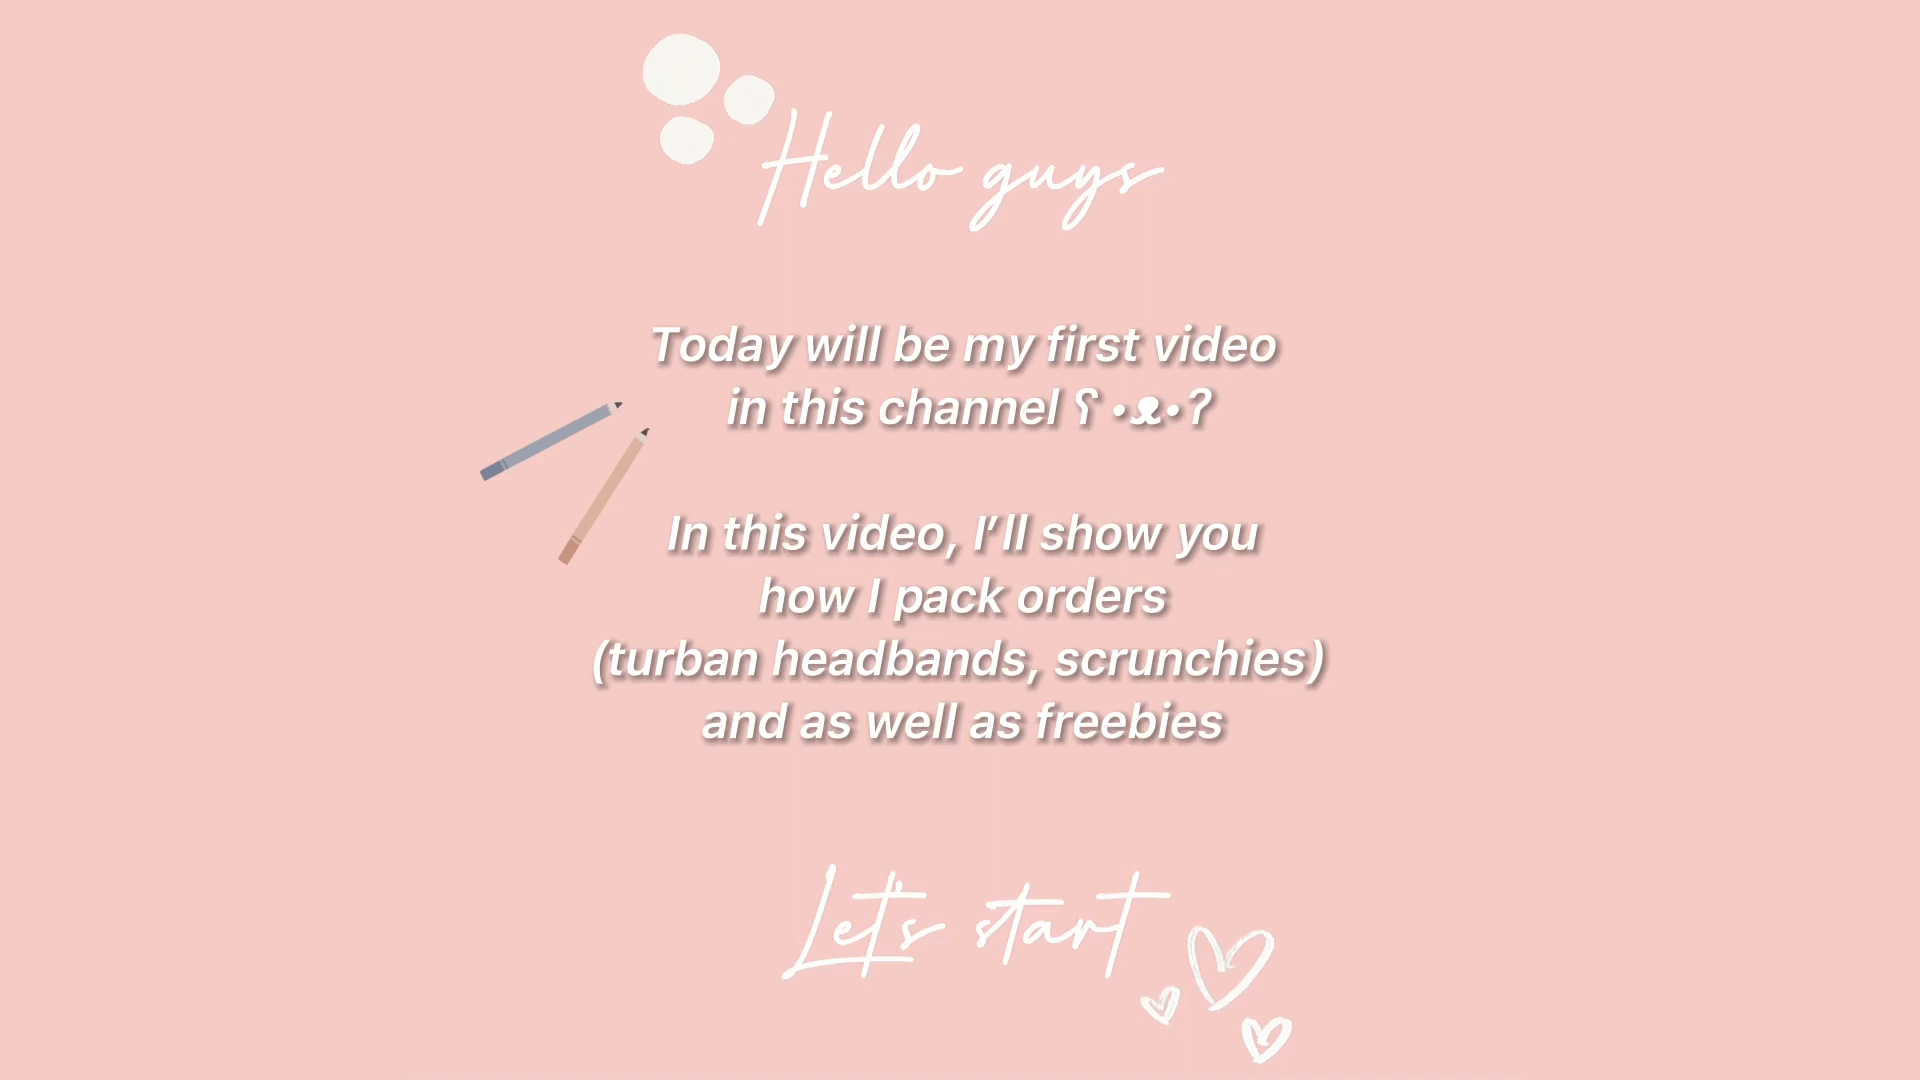 Hello guys
Today will be my first video
in this channel ʕ •ᴥ•ʔ
In this video, I’ll show you
how I pack orders
(turban headbands, scrunchies)
and as well as freebies
Let's start